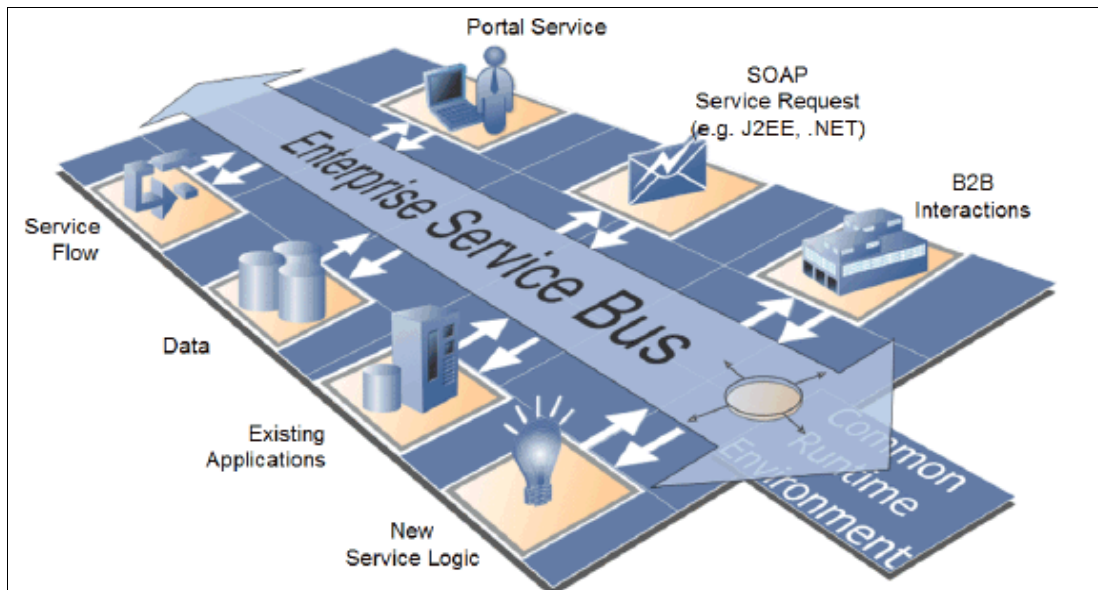 Portal Service
SOAP
Service Request
(e.g. J2EE, .NET)
B2B
Interactions
Enterprise Service Bus
Service
Flow
Data
Existing
Applications
New
Service Logic
Common
Runtime
Environment